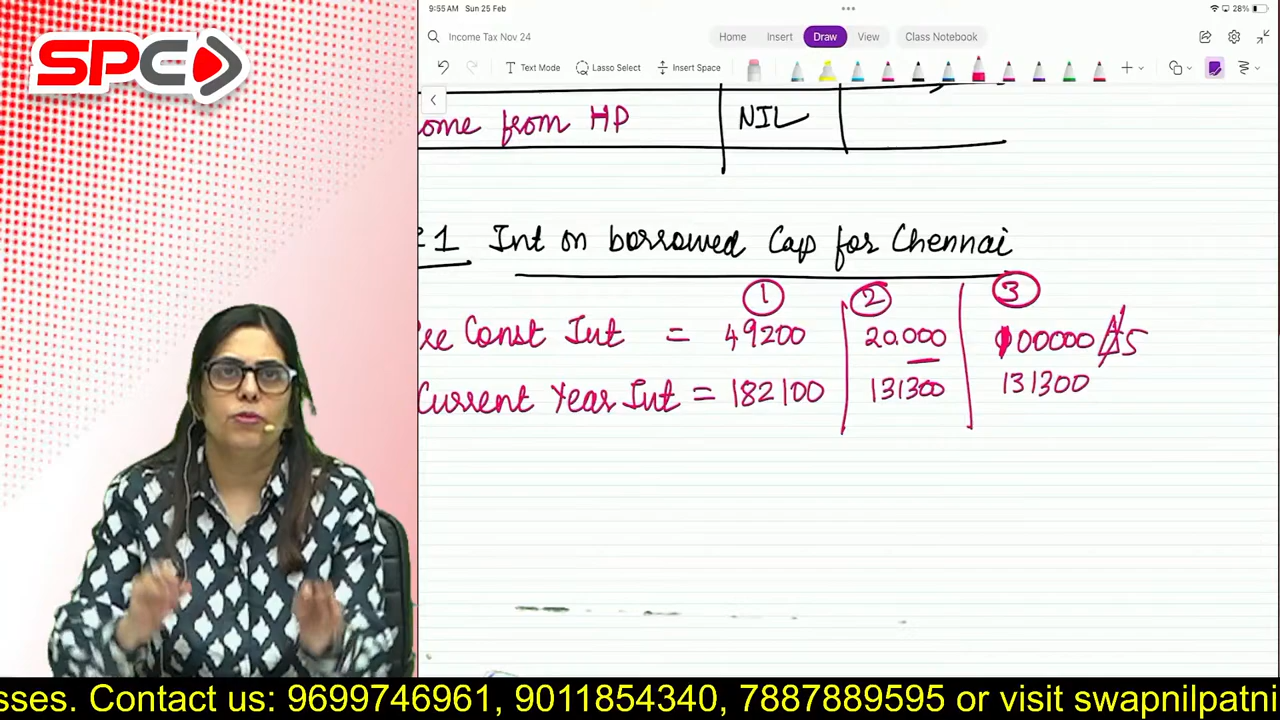 9:55 AM Sun 25 Feb
28%
SPC
Income Tax Nov 24
Home Insert Draw View Class Notebook
Text Mode Lasso Select Insert Space
ome from HP NIL
1 Int on borrowed Cap for Chennai
1 2 3
re Const Int = 49200 20,000 100000
Current Year Int = 182100 131300 131300
sses. Contact us: 9699746961, 9011854340, 7887889595 or visit swapnilpatni